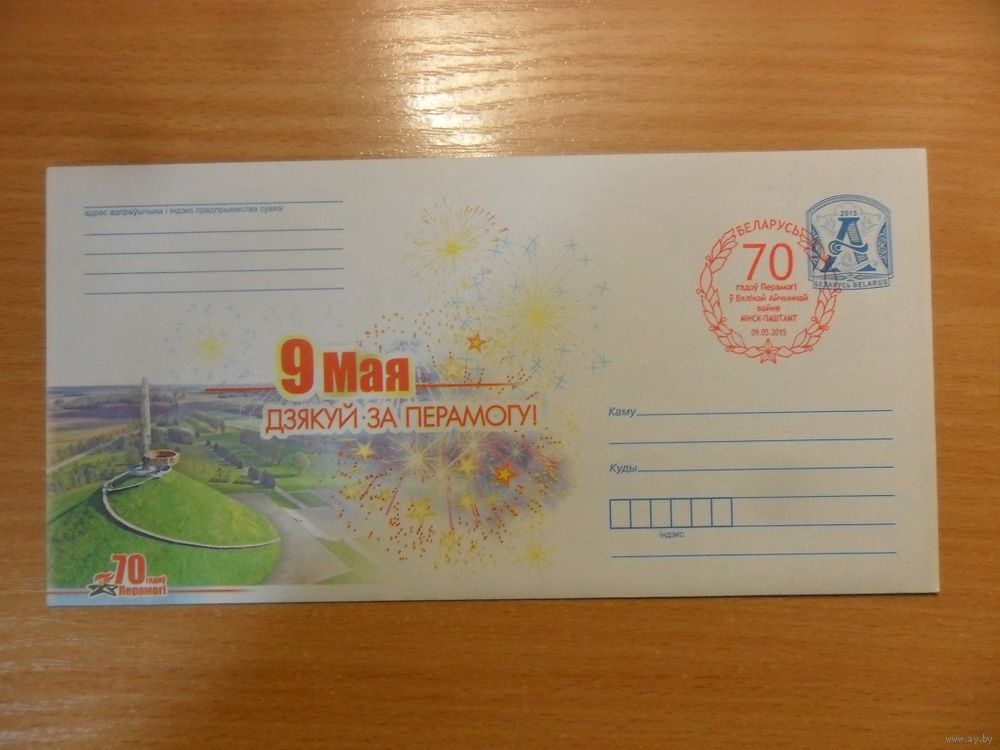 адрас адпраўшчыка і індэкс прадпрыемства сувязі
БЕЛАРУСЬ
70
гадоў Перамогі
ў Вялікай Айчыннай
вайне
МІНСК-ПАШТАМТ
09.05.2015
2015
А
БЕЛАРУСЬ BELARUS
9 Мая
ДЗЯКУЙ ЗА ПЕРАМОГУ!
Каму
Куды
індэкс
70 гадоў
Перамогі
www.ay.by